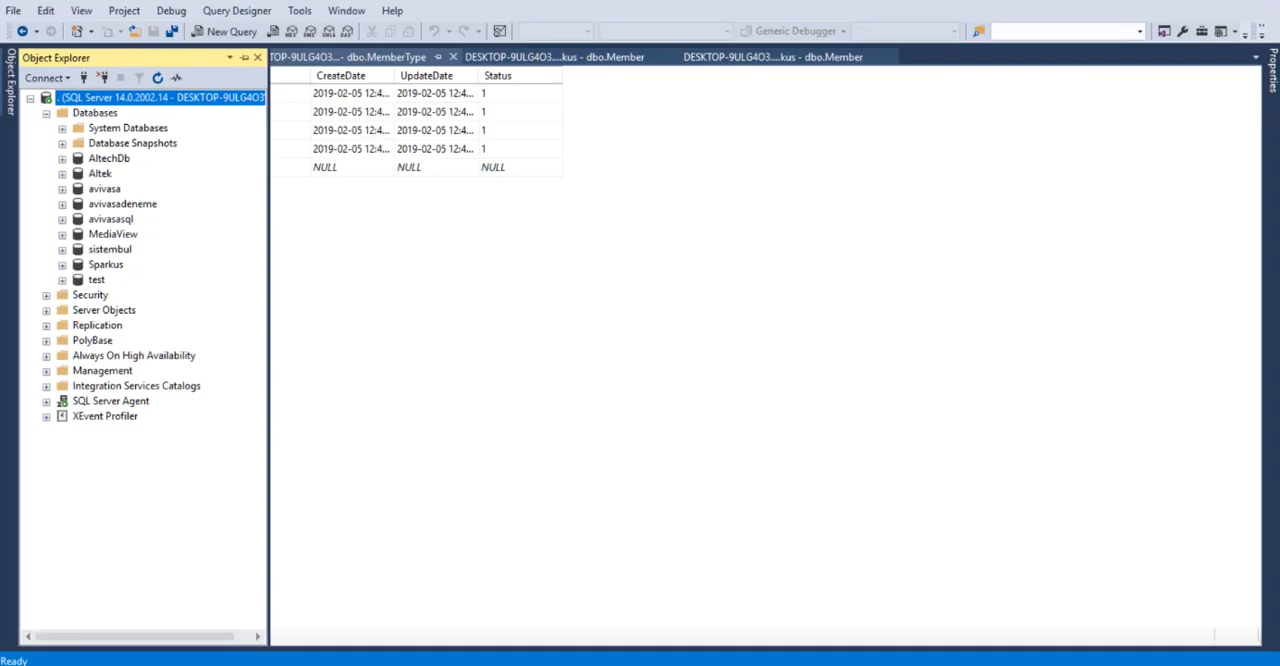 File Edit View Project Debug Query Designer Tools Window Help
New Query Generic Debugger
Object Explorer
Object Explorer
TOP-9ULG4O3...- dbo.MemberType DESKTOP-9ULG4O3....kus - dbo.Member DESKTOP-9ULG4O3....kus - dbo.Member
Properties
Connect
CreateDate UpdateDate Status
. (SQL Server 14.0.2002.14 - DESKTOP-9ULG4O3
2019-02-05 12:4... 2019-02-05 12:4... 1
2019-02-05 12:4... 2019-02-05 12:4... 1
2019-02-05 12:4... 2019-02-05 12:4... 1
2019-02-05 12:4... 2019-02-05 12:4... 1
NULL NULL NULL
Databases
System Databases
Database Snapshots
AltechDb
Altek
avivasa
avivasadeneme
avivasasql
MediaView
sistembul
Sparkus
test
Security
Server Objects
Replication
PolyBase
Always On High Availability
Management
Integration Services Catalogs
SQL Server Agent
XEvent Profiler
Ready